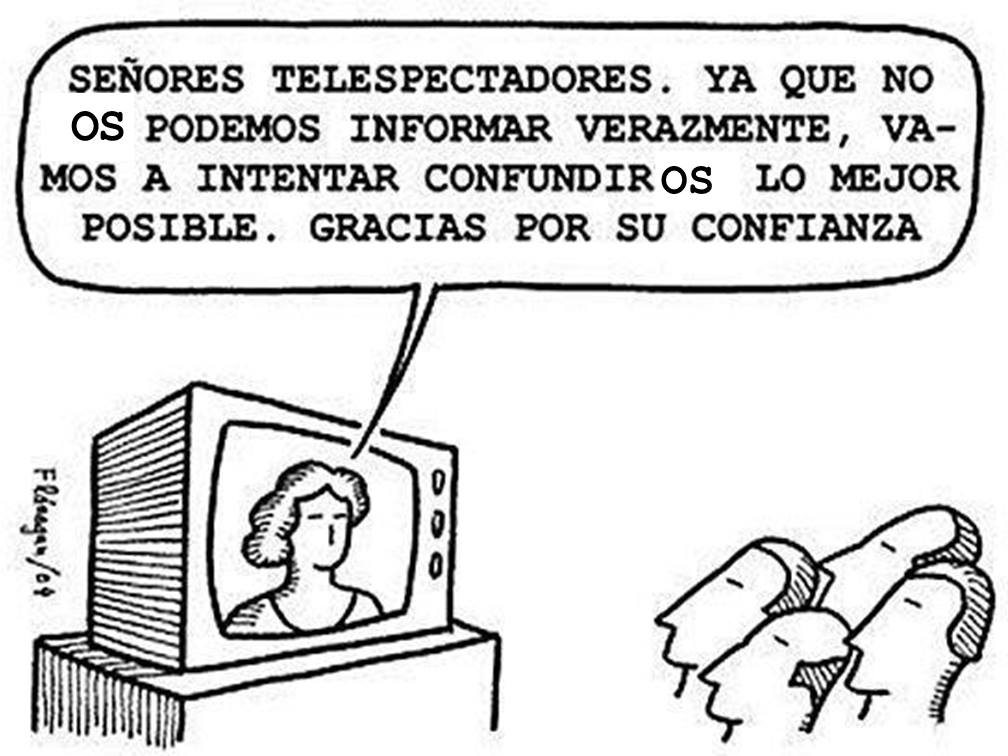 SEÑORES TELESPECTADORES. YA QUE NO
OS PODEMOS INFORMAR VERAZMENTE, VA-
MOS A INTENTAR CONFUNDIROS LO MEJOR
POSIBLE. GRACIAS POR SU CONFIANZA